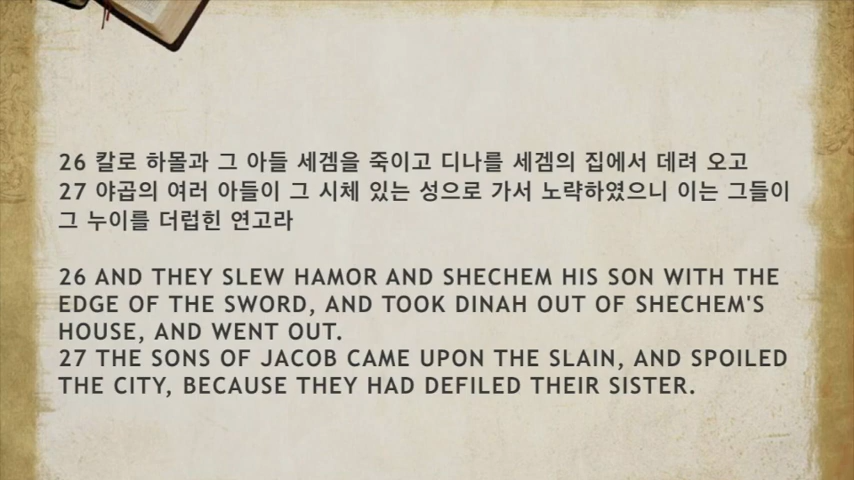 26 칼로 하몰과 그 아들 세겜을 죽이고 디나를 세겜의 집에서 데려 오고
27 야곱의 여러 아들이 그 시체 있는 성으로 가서 노략하였으니 이는 그들이
그 누이를 더럽힌 연고라
26 AND THEY SLEW HAMOR AND SHECHEM HIS SON WITH THE
EDGE OF THE SWORD, AND TOOK DINAH OUT OF SHECHEM'S
HOUSE, AND WENT OUT.
27 THE SONS OF JACOB CAME UPON THE SLAIN, AND SPOILED
THE CITY, BECAUSE THEY HAD DEFILED THEIR SISTER.